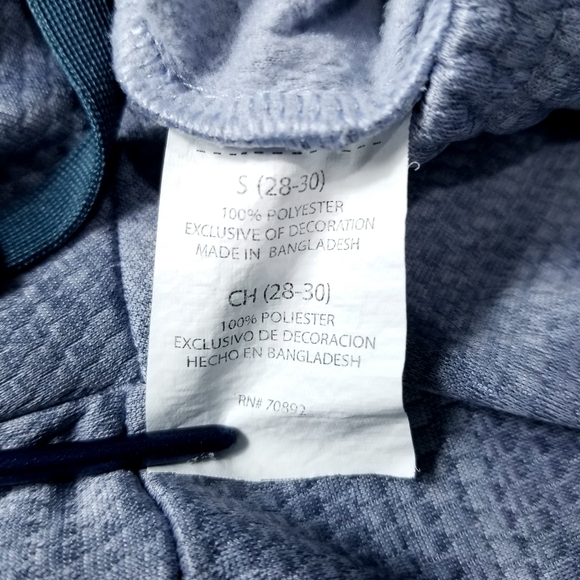 S (28-30)
100% POLYESTER
EXCLUSIVE OF DECORATION
MADE IN BANGLADESH
CH (28-30)
100% POLIESTER
EXCLUSIVO DE DECORACION
HECHO EN BANGLADESH
RN# 70892